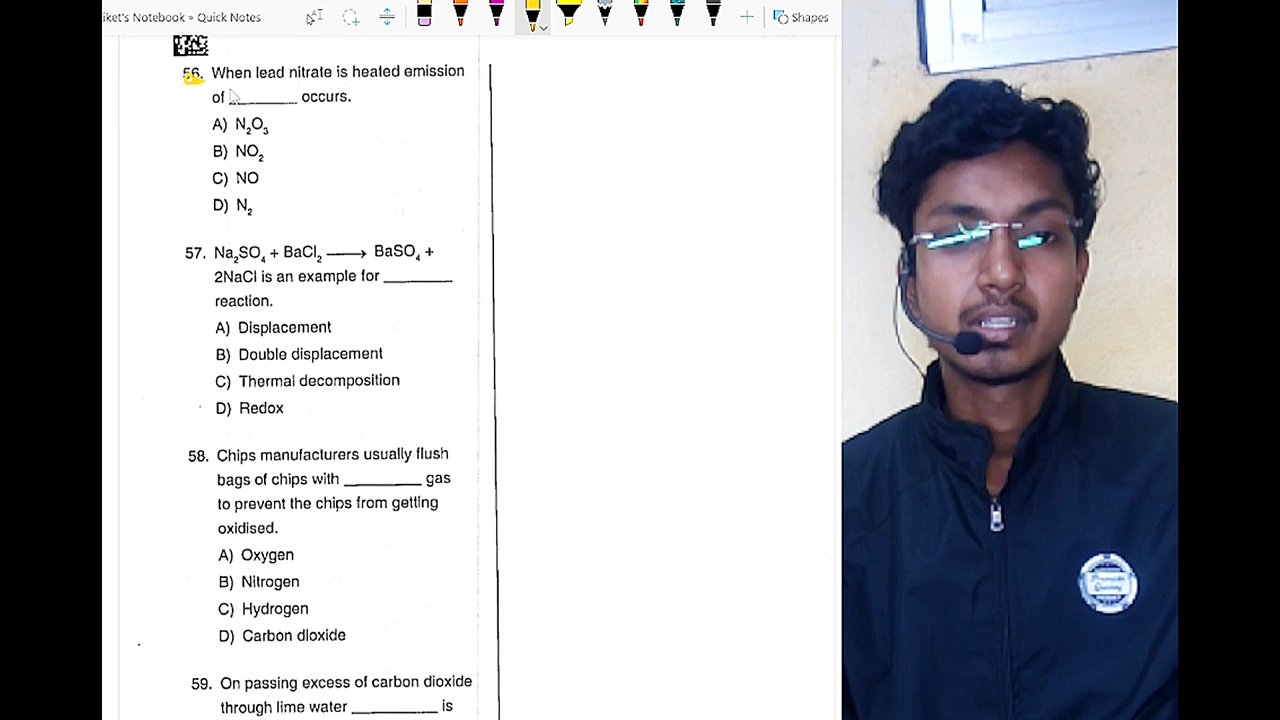 iket's Notebook » Quick Notes
Shapes
56. When lead nitrate is heated emission
of ________ occurs.
A) N₂O₃
B) NO₂
C) NO
D) N₂
57. Na₂SO₄ + BaCl₂ ⟶ BaSO₄ +
2NaCl is an example for ________
reaction.
A) Displacement
B) Double displacement
C) Thermal decomposition
D) Redox
58. Chips manufacturers usually flush
bags of chips with ________ gas
to prevent the chips from getting
oxidised.
A) Oxygen
B) Nitrogen
C) Hydrogen
D) Carbon dioxide
59. On passing excess of carbon dioxide
through lime water ________ is